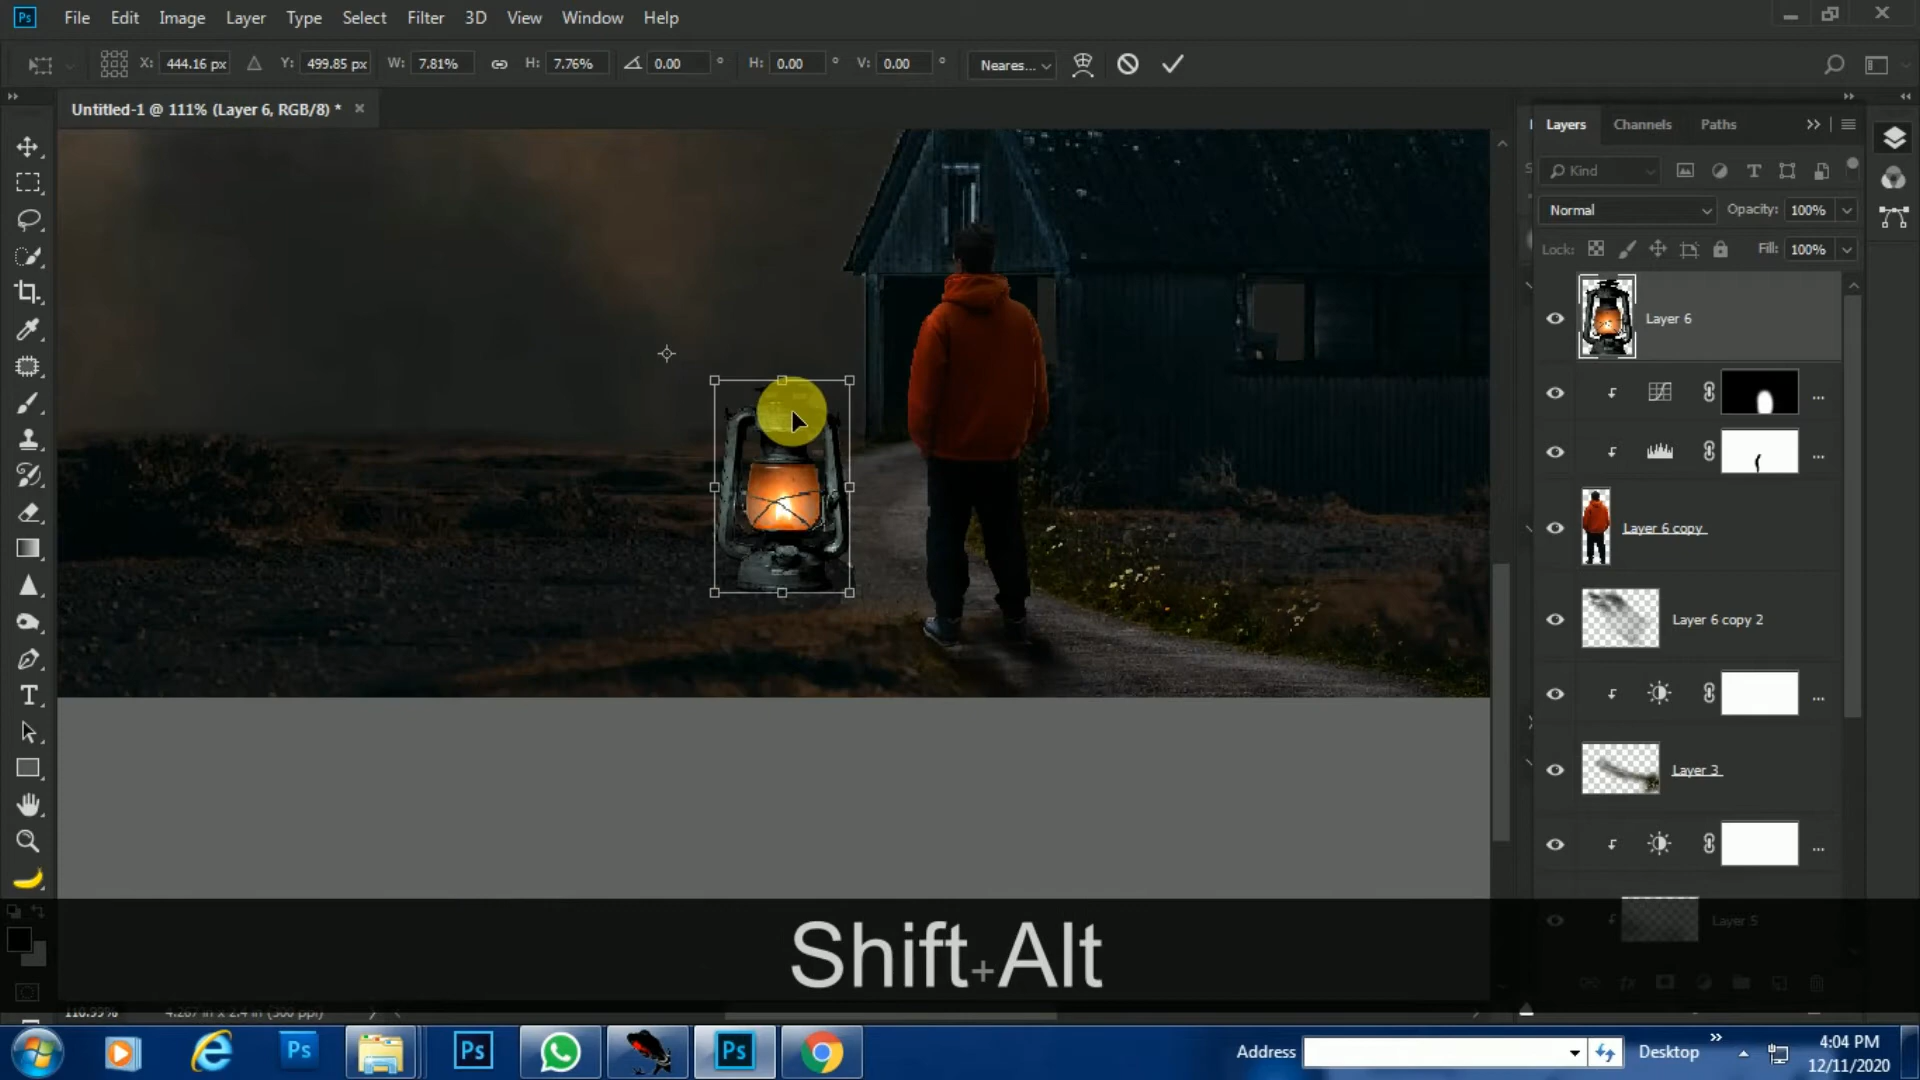 Ps File Edit Image Layer Type Select Filter 3D View Window Help
X: 444.16 px Y: 499.85 px W: 7.81% H: 7.76% 0.00 ° H: 0.00 ° V: 0.00 ° Neares...
Untitled-1 @ 111% (Layer 6, RGB/8) * ×
Layers Channels Paths
Kind
Normal Opacity: 100%
Lock: Fill: 100%
Layer 6
Layer 6 copy
Layer 6 copy 2
Layer 3
Layer 5
Shift+Alt
Ps Ps Ps Address Desktop 4:04 PM
12/11/2020